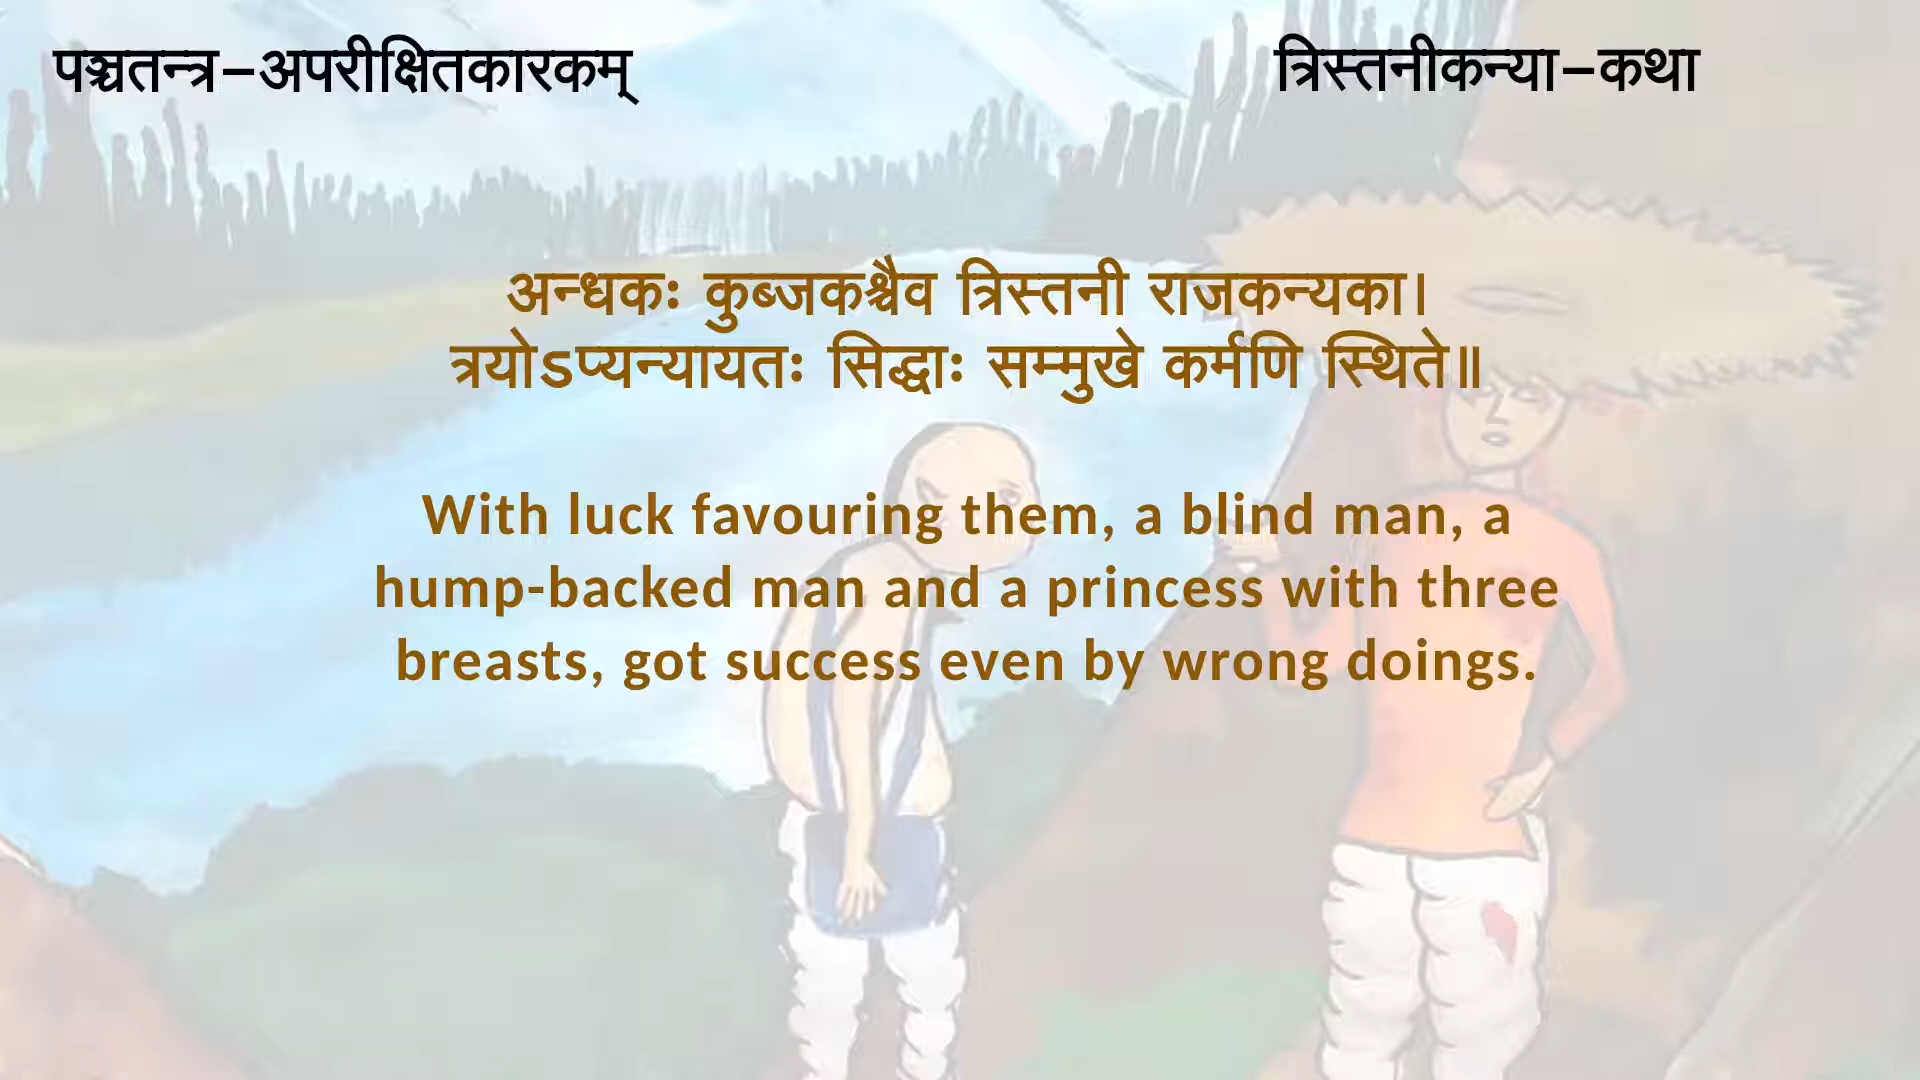 पञ्चतन्त्र–अपरीक्षितकारकम्
त्रिस्तनीकन्या–कथा
अन्धकः कुब्जकश्चैव त्रिस्तनी राजकन्यका।
त्रयोऽप्यन्यायतः सिद्धाः सम्मुखे कर्मणि स्थिते॥
With luck favouring them, a blind man, a
hump-backed man and a princess with three
breasts, got success even by wrong doings.